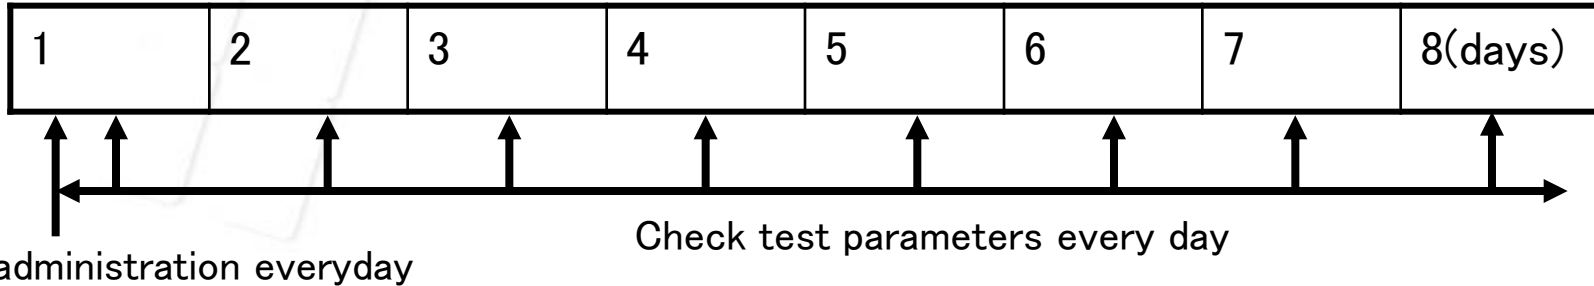 1 2 3 4 5 6 7 8(days)
Check test parameters every day
administration everyday